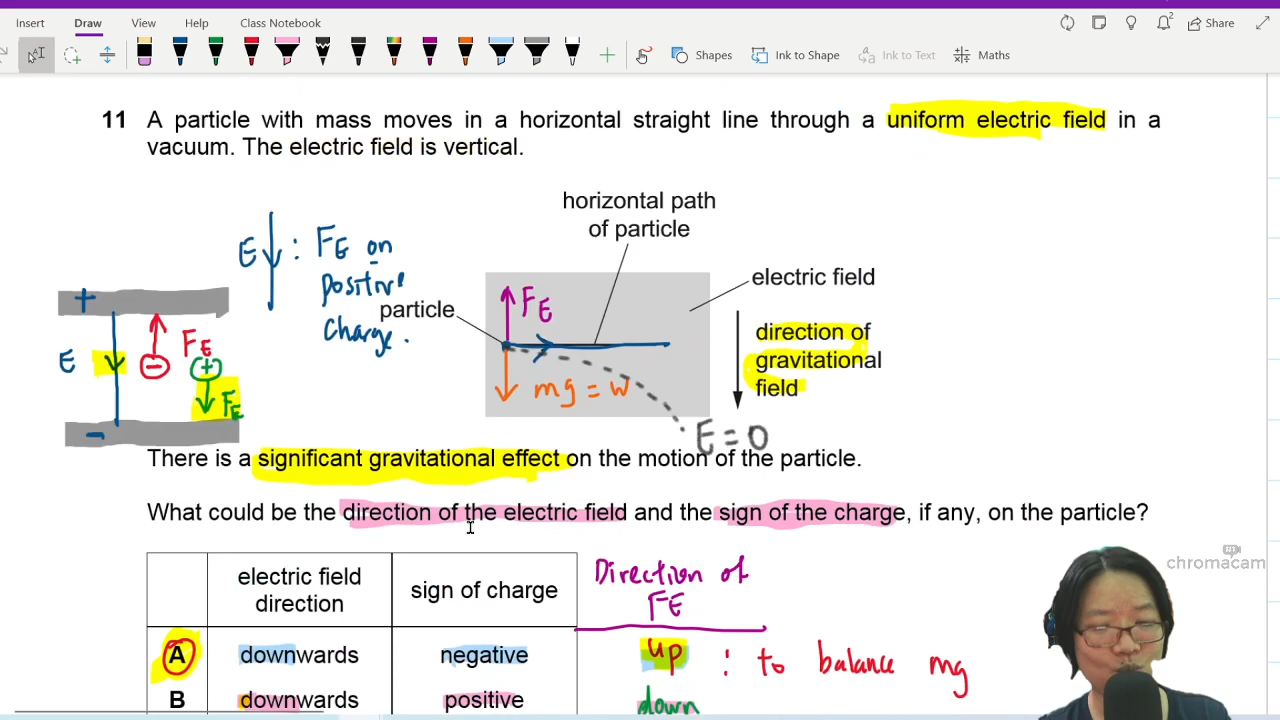 Insert Draw View Help Class Notebook
2 Share
Shapes Ink to Shape Ink to Text Maths
11 A particle with mass moves in a horizontal straight line through a uniform electric field in a
vacuum. The electric field is vertical.
horizontal path
of particle
E : FE on
positive
charge.
particle
electric field
direction of
gravitational
field
FE
mg = W
E = 0
+
E
FE
−
+
FE
−
There is a significant gravitational effect on the motion of the particle.
What could be the direction of the electric field and the sign of the charge, if any, on the particle?
chromacam
electric field
direction
sign of charge
Direction of
FE
A downwards negative up : to balance mg
B downwards positive down